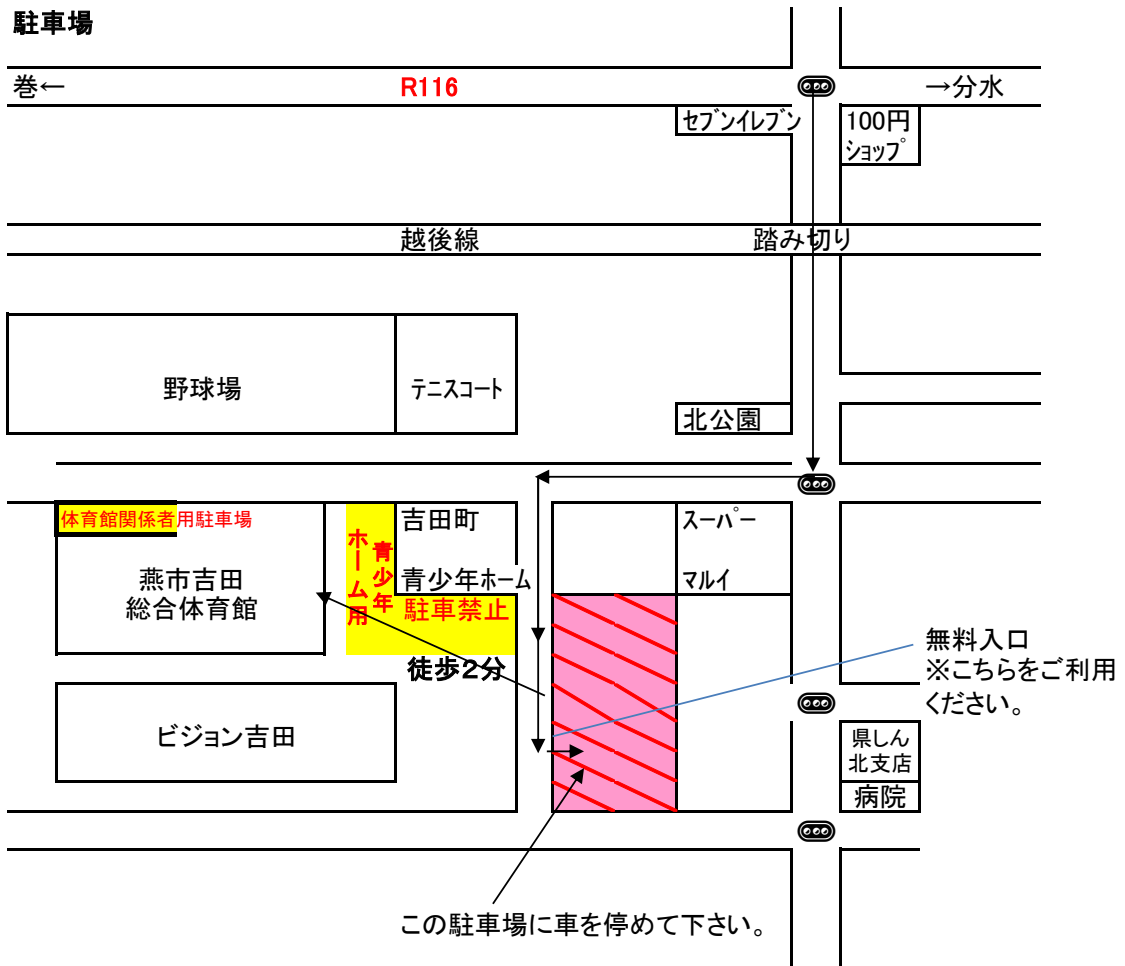 駐車場
巻←
R116
→分水
セブンイレブン
100円
ショップ
越後線
踏み切り
野球場
テニスコート
北公園
体育館関係者用駐車場
燕市吉田
総合体育館
青少年
ホーム用
吉田町
青少年ホーム
駐車禁止
スーパー
マルイ
徒歩2分
無料入口
※こちらをご利用
ください。
ビジョン吉田
県しん
北支店
病院
この駐車場に車を停めて下さい。